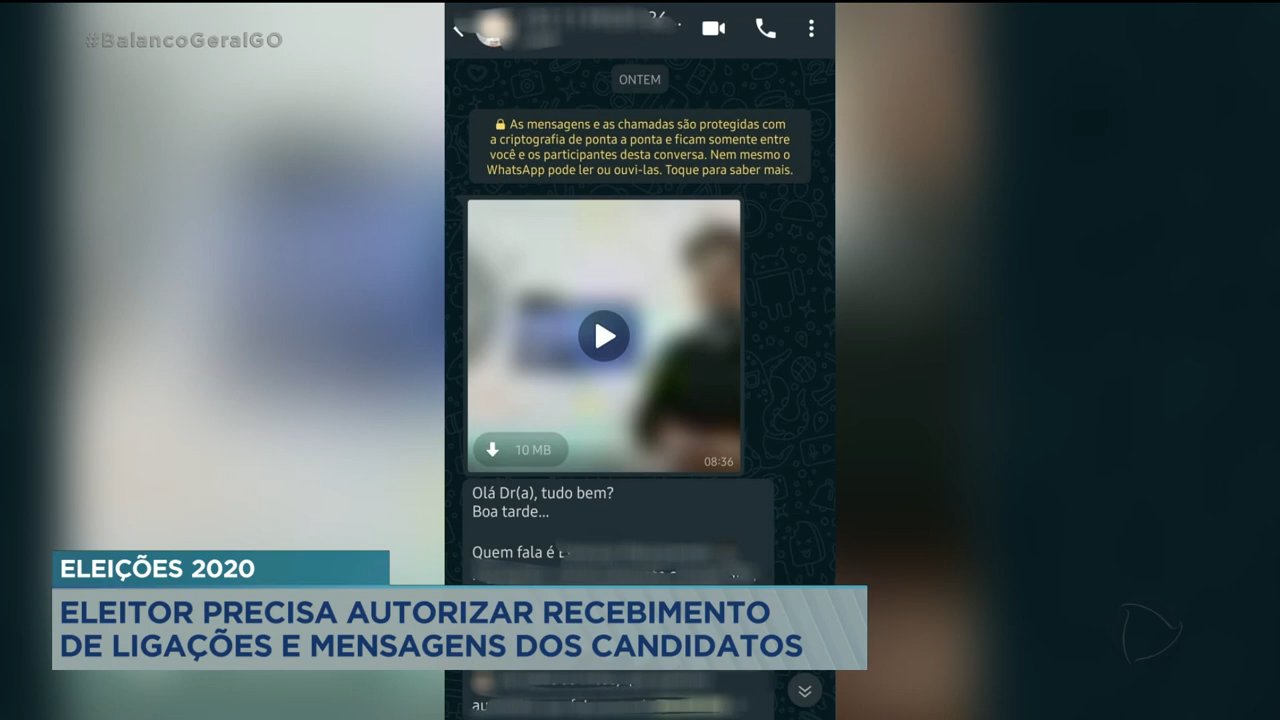 #BalancoGeralGO
ONTEM
As mensagens e as chamadas são protegidas com
a criptografia de ponta a ponta e ficam somente entre
você e os participantes desta conversa. Nem mesmo o
WhatsApp pode ler ou ouvi-las. Toque para saber mais.
10 MB
08:36
Olá Dr(a), tudo bem?
Boa tarde...
Quem fala é
ELEIÇÕES 2020
ELEITOR PRECISA AUTORIZAR RECEBIMENTO
DE LIGAÇÕES E MENSAGENS DOS CANDIDATOS